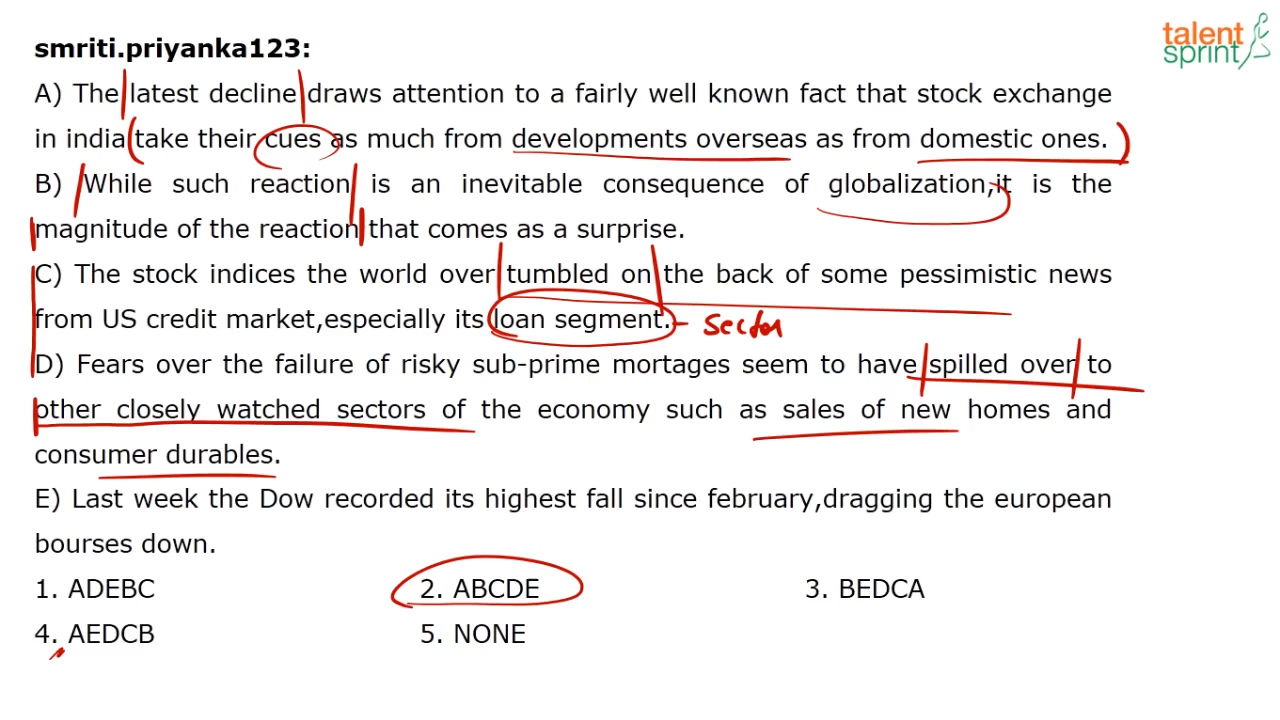 smriti.priyanka123:
talent
sprint
A) The latest decline draws attention to a fairly well known fact that stock exchange
in india take their cues as much from developments overseas as from domestic ones.
B) While such reaction is an inevitable consequence of globalization,it is the
magnitude of the reaction that comes as a surprise.
C) The stock indices the world over tumbled on the back of some pessimistic news
from US credit market,especially its loan segment. - Sector
D) Fears over the failure of risky sub-prime mortages seem to have spilled over to
other closely watched sectors of the economy such as sales of new homes and
consumer durables.
E) Last week the Dow recorded its highest fall since february,dragging the european
bourses down.
1. ADEBC 2. ABCDE 3. BEDCA
4. AEDCB 5. NONE